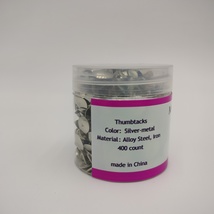 Thumbtacks
Color: Silver-metal
Material: Alloy Steel, Iron
400 count
made in China